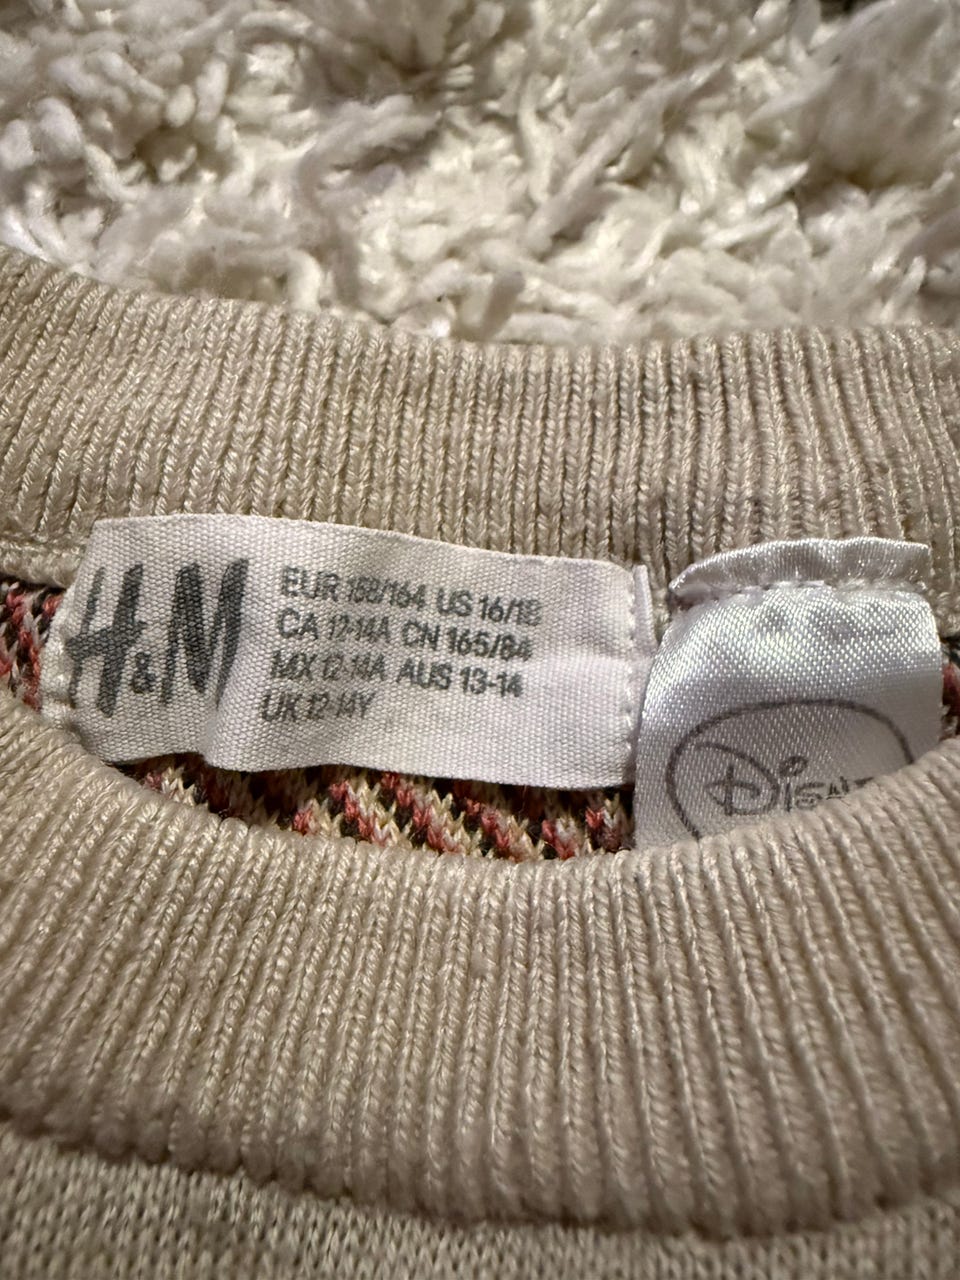 H&M
EUR 158/164 US 16/18
CA 12-14A CN 165/84
MX 12-14A AUS 13-14
UK 12-14Y
Disney